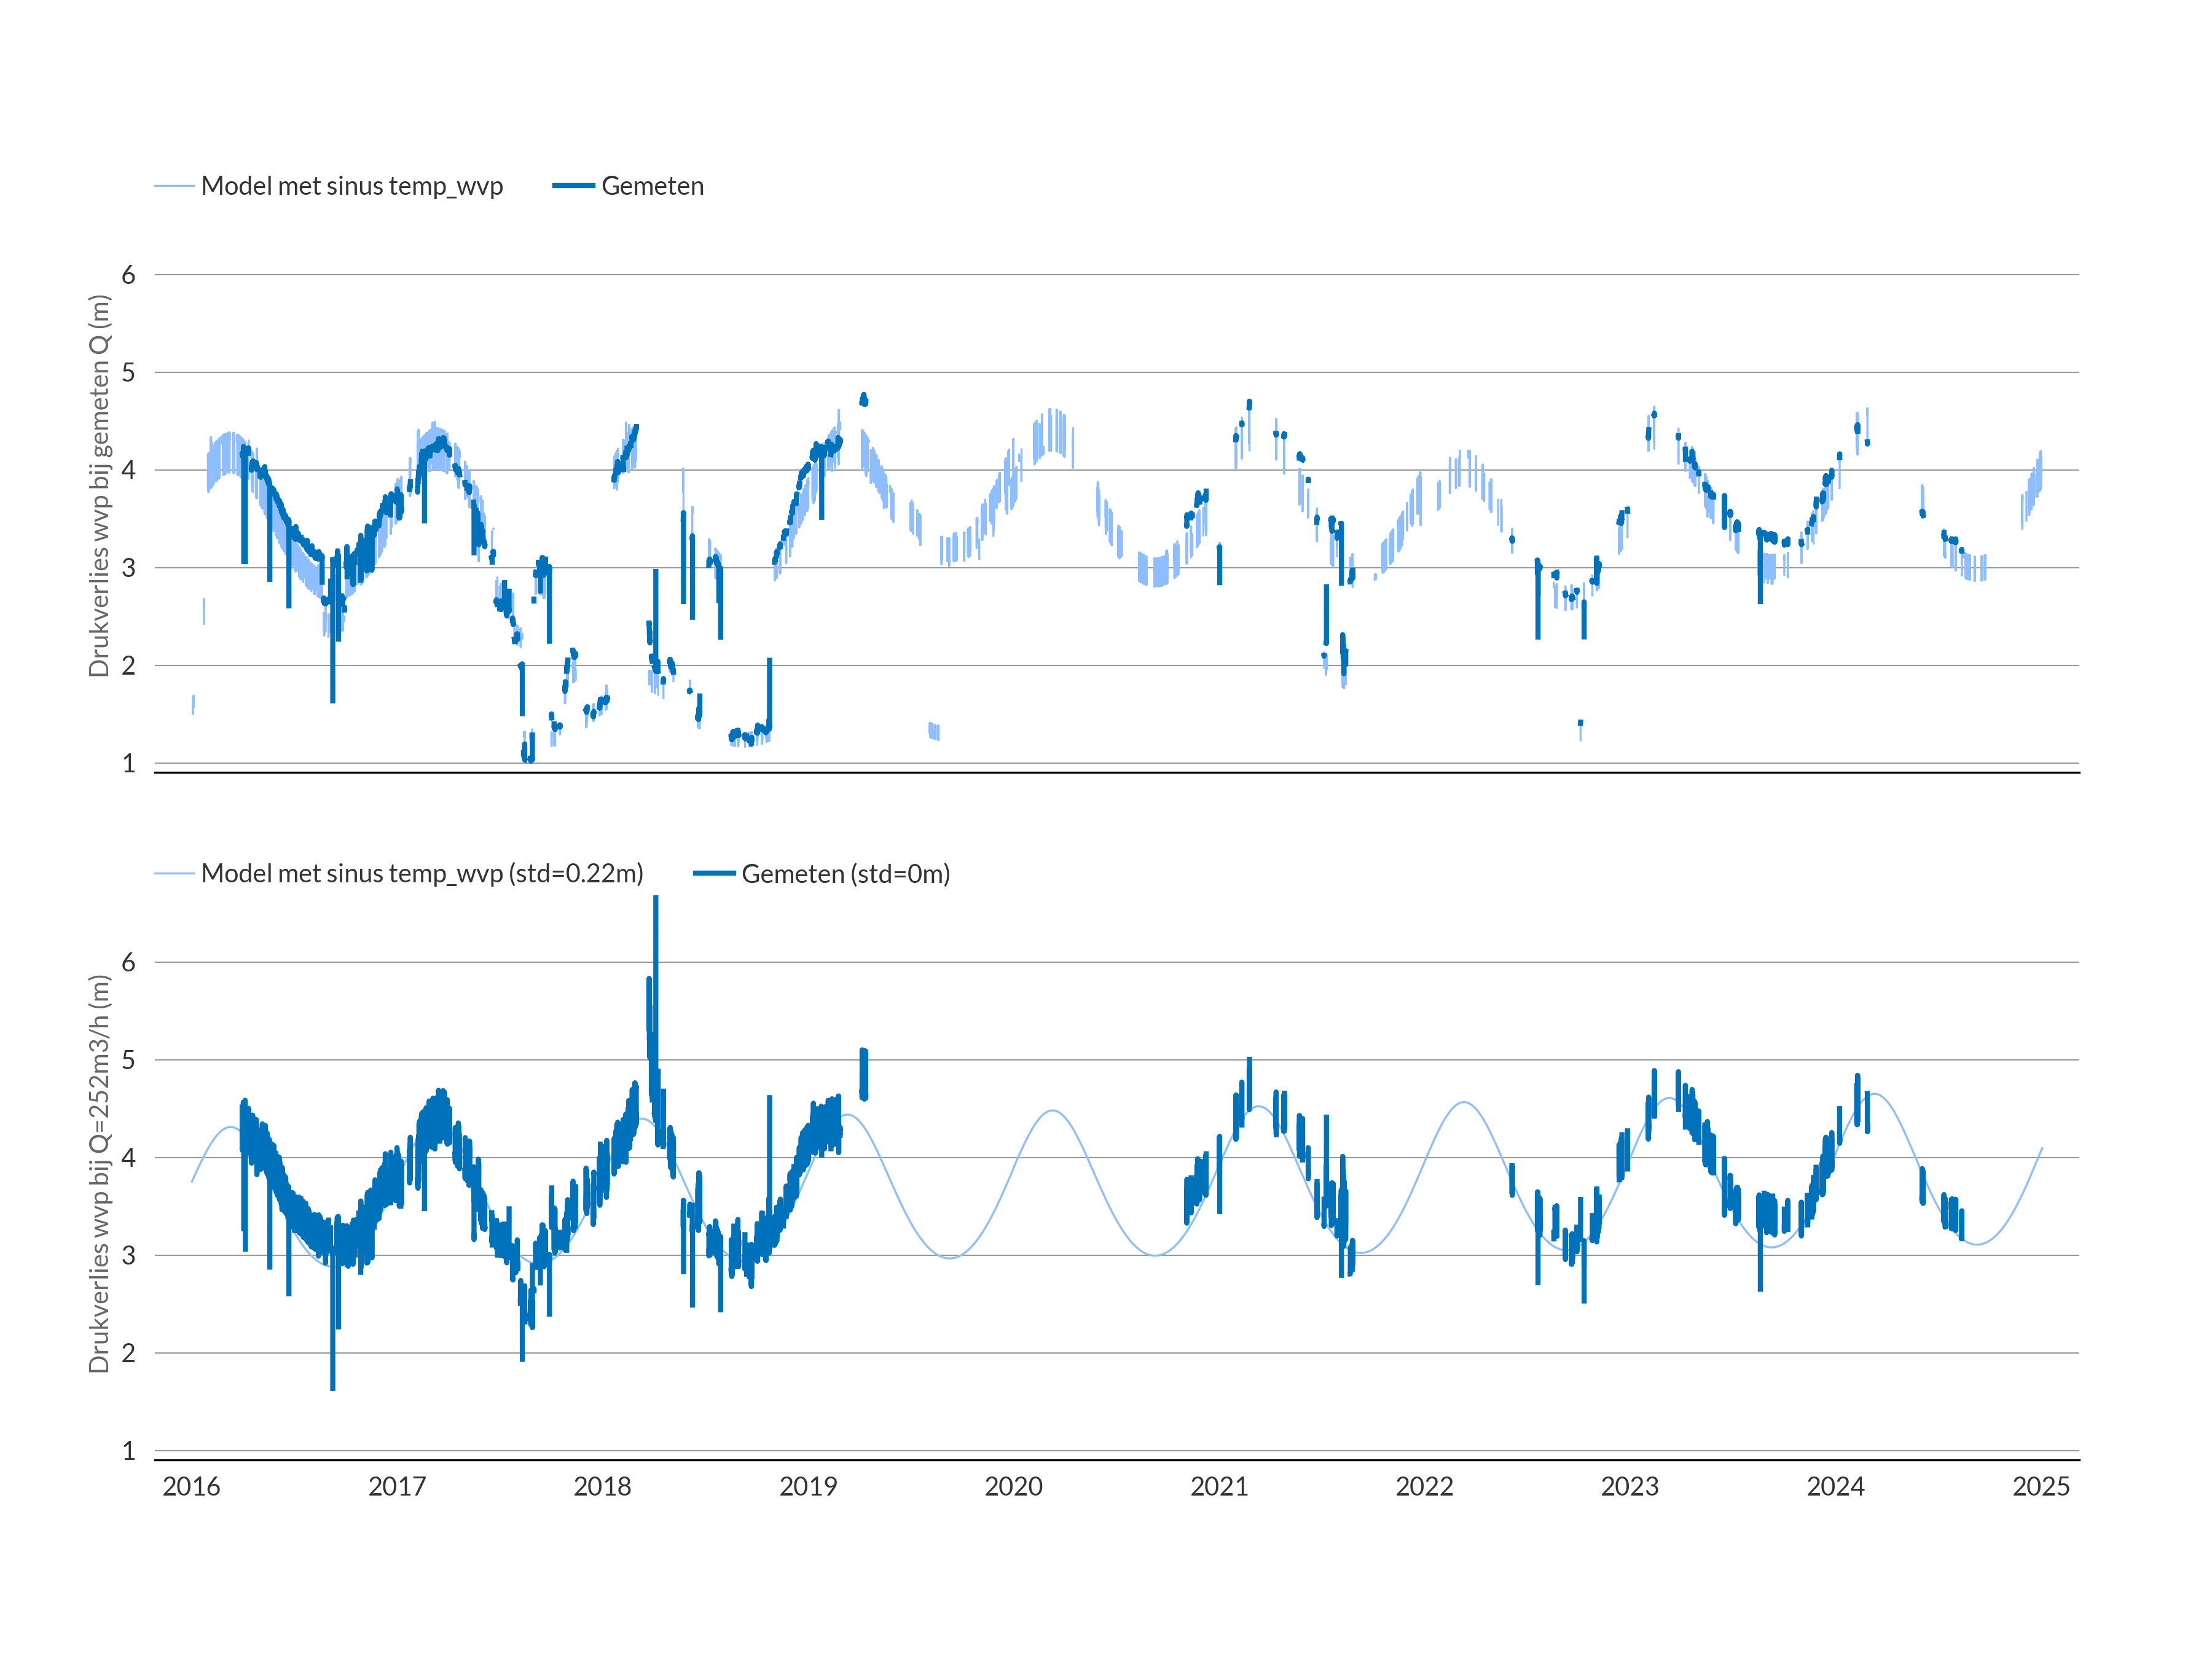 Model met sinus temp_wvp Gemeten
Drukverlies wvp bij gemeten Q (m)
6
5
4
3
2
1
Model met sinus temp_wvp (std=0.22m) Gemeten (std=0m)
Drukverlies wvp bij Q=252m3/h (m)
6
5
4
3
2
1
2016 2017 2018 2019 2020 2021 2022 2023 2024 2025